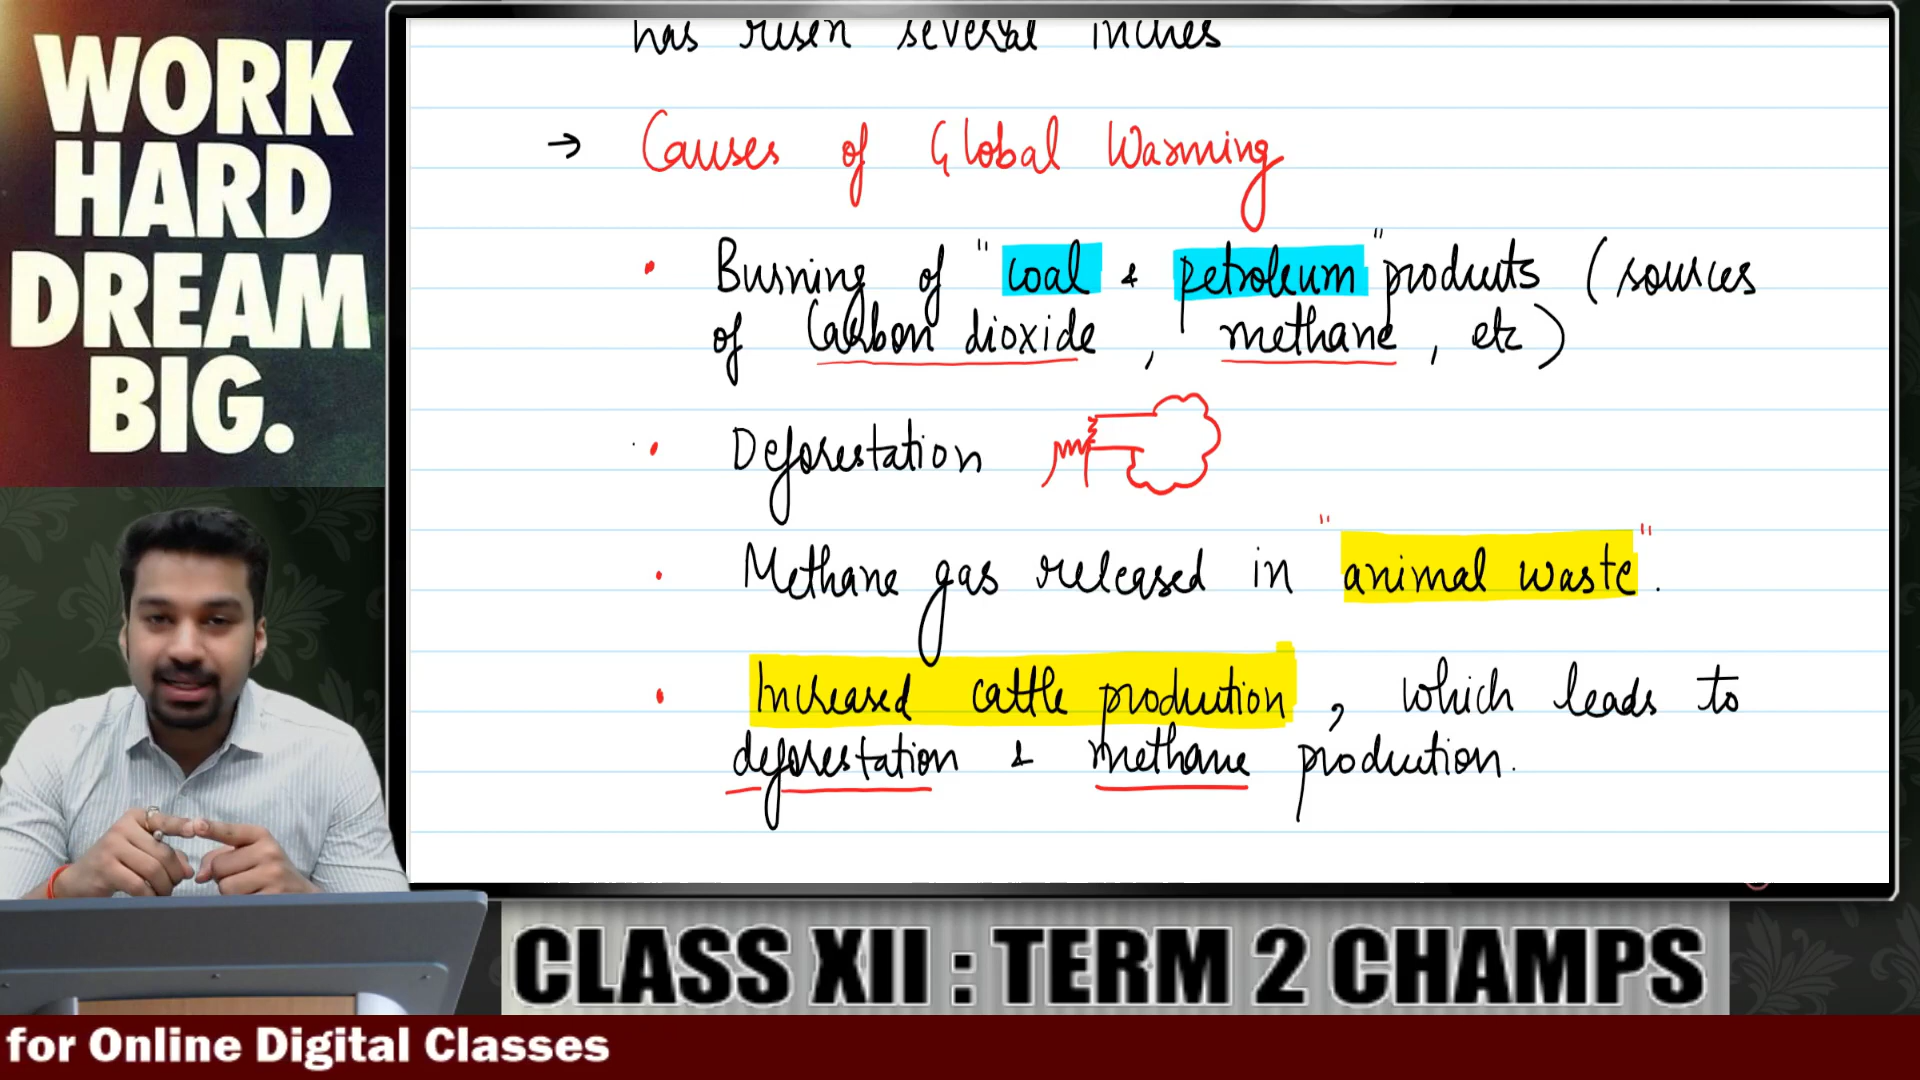 WORK
HARD
DREAM
BIG.
has risen several inches
→ Causes of Global Warming
• Burning of "coal & petroleum" products (sources
of Carbon dioxide, methane, etc)
• Deforestation
• Methane gas released in "animal waste".
• Increased cattle production, which leads to
deforestation & methane production.
CLASS XII : TERM 2 CHAMPS
for Online Digital Classes